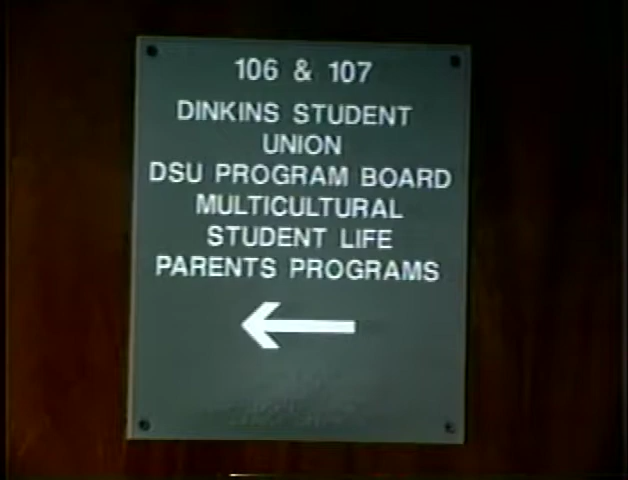 106 & 107
DINKINS STUDENT
UNION
DSU PROGRAM BOARD
MULTICULTURAL
STUDENT LIFE
PARENTS PROGRAMS